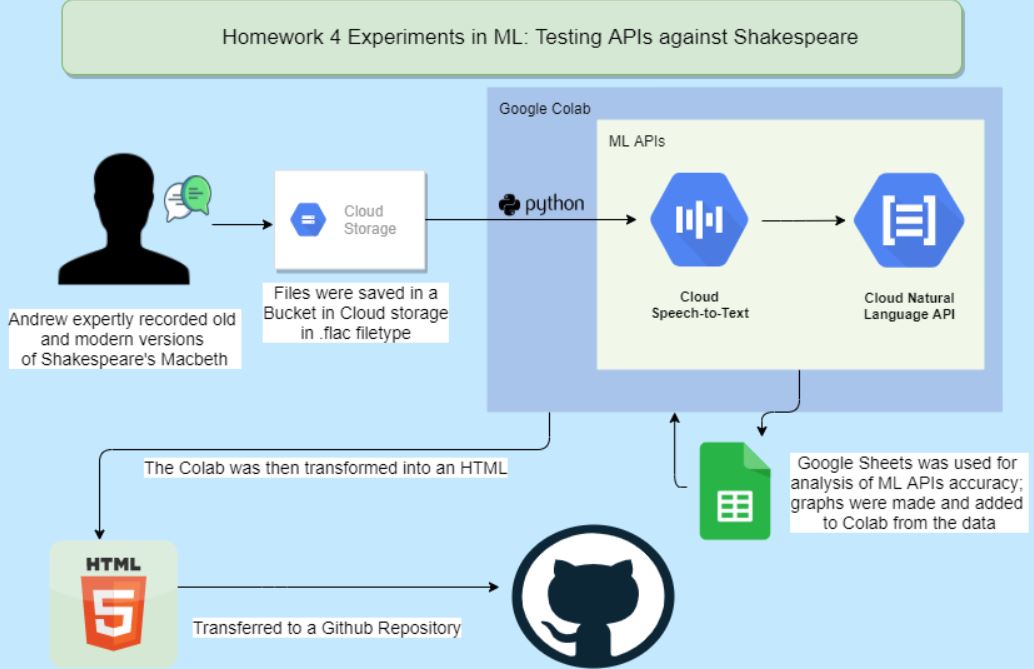 Homework 4 Experiments in ML: Testing APIs against Shakespeare
Google Colab
ML APIs
python
Cloud
Storage
Cloud
Speech-to-Text
Cloud Natural
Language API
Andrew expertly recorded old
and modern versions
of Shakespeare's Macbeth
Files were saved in a
Bucket in Cloud storage
in .flac filetype
The Colab was then transformed into an HTML
Google Sheets was used for
analysis of ML APIs accuracy;
graphs were made and added
to Colab from the data
HTML
5
Transferred to a Github Repository